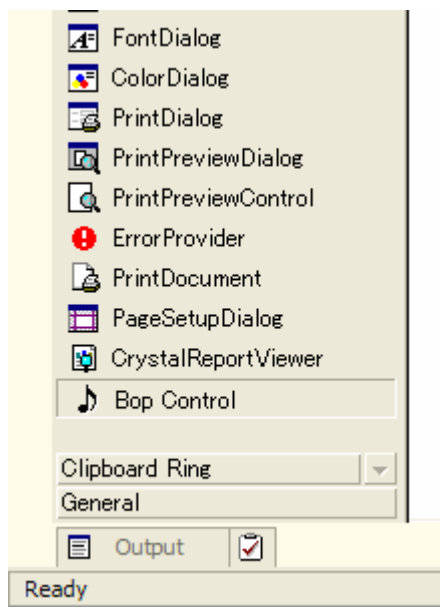 FontDialog
ColorDialog
PrintDialog
PrintPreviewDialog
PrintPreviewControl
ErrorProvider
PrintDocument
PageSetupDialog
CrystalReportViewer
Bop Control
Clipboard Ring
General
Output
Ready